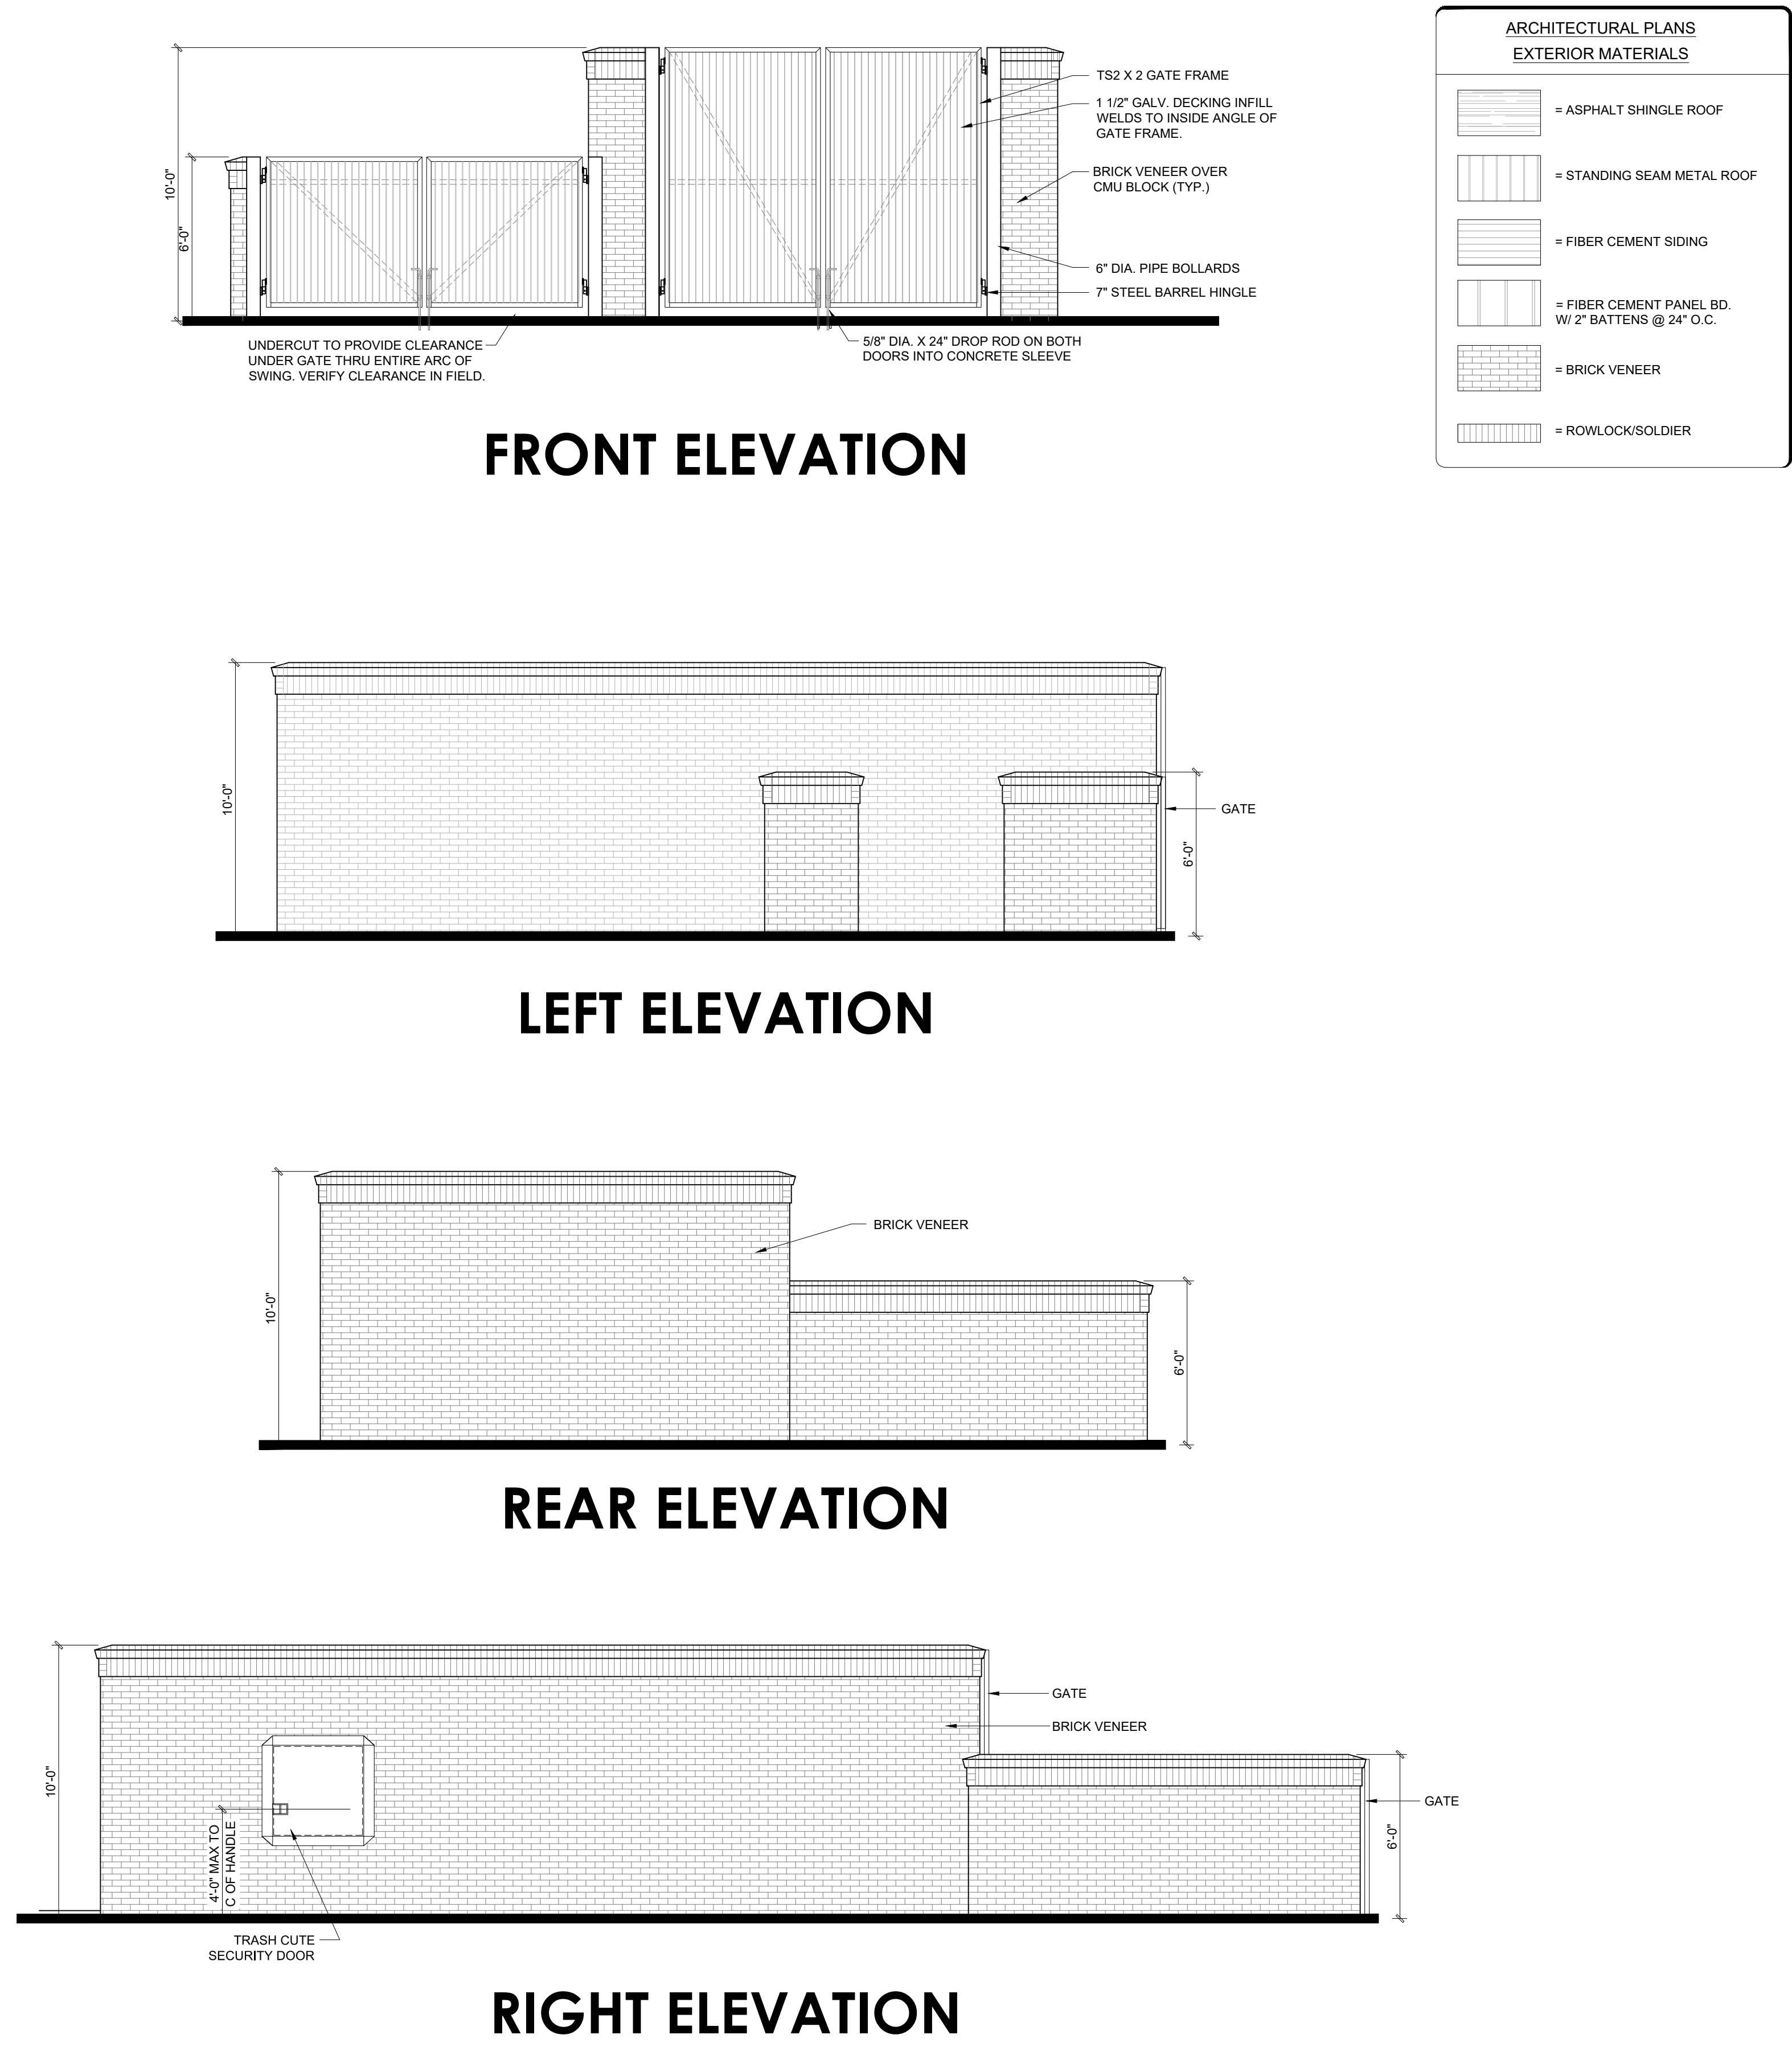 ARCHITECTURAL PLANS
EXTERIOR MATERIALS
= ASPHALT SHINGLE ROOF
= STANDING SEAM METAL ROOF
= FIBER CEMENT SIDING
= FIBER CEMENT PANEL BD.
W/ 2" BATTENS @ 24" O.C.
= BRICK VENEER
= ROWLOCK/SOLDIER
10'-0"
6'-0"
TS2 X 2 GATE FRAME
1 1/2" GALV. DECKING INFILL
WELDS TO INSIDE ANGLE OF
GATE FRAME.
BRICK VENEER OVER
CMU BLOCK (TYP.)
6" DIA. PIPE BOLLARDS
7" STEEL BARREL HINGLE
UNDERCUT TO PROVIDE CLEARANCE
UNDER GATE THRU ENTIRE ARC OF
SWING. VERIFY CLEARANCE IN FIELD.
5/8" DIA. X 24" DROP ROD ON BOTH
DOORS INTO CONCRETE SLEEVE
FRONT ELEVATION
10'-0"
GATE
6'-0"
LEFT ELEVATION
BRICK VENEER
10'-0"
6'-0"
REAR ELEVATION
GATE
BRICK VENEER
10'-0"
GATE
6'-0"
4'-0" MAX TO
C OF HANDLE
TRASH CUTE
SECURITY DOOR
RIGHT ELEVATION